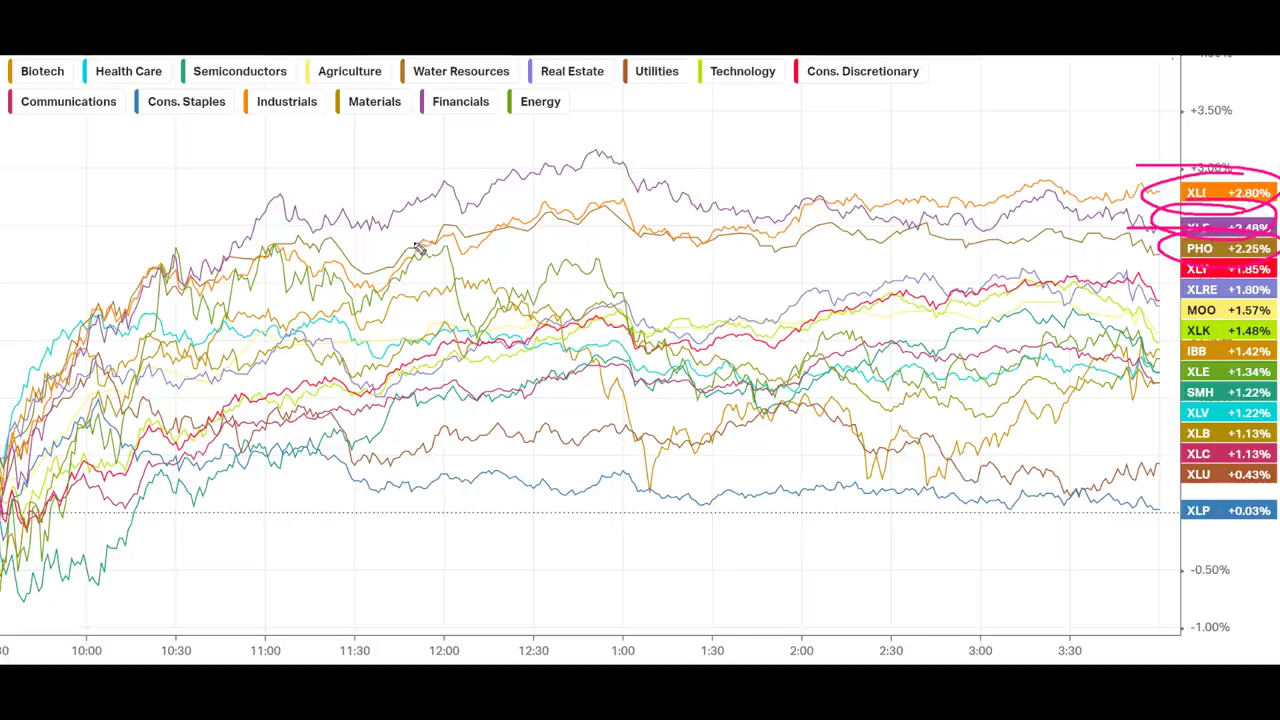 Biotech Health Care Semiconductors Agriculture Water Resources Real Estate Utilities Technology Cons. Discretionary
Communications Cons. Staples Industrials Materials Financials Energy
+3.50%
+3.00%
XLI +2.80%
+2.48%
PHO +2.25%
XLY +1.85%
XLRE +1.80%
MOO +1.57%
XLK +1.48%
IBB +1.42%
XLE +1.34%
SMH +1.22%
XLV +1.22%
XLB +1.13%
XLC +1.13%
XLU +0.43%
XLP +0.03%
-0.50%
-1.00%
10:00 10:30 11:00 11:30 12:00 12:30 1:00 1:30 2:00 2:30 3:00 3:30